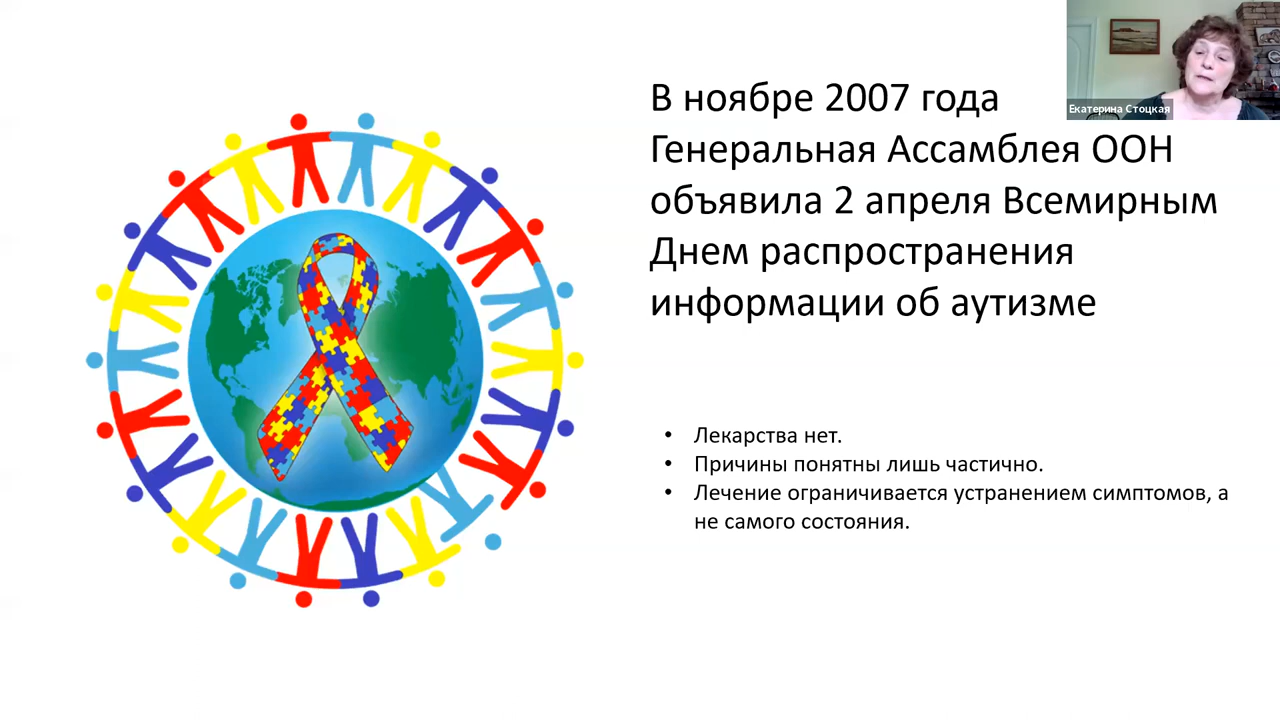 В ноябре 2007 года
Генеральная Ассамблея ООН
объявила 2 апреля Всемирным
Днем распространения
информации об аутизме
Екатерина Стоцкая
• Лекарства нет.
• Причины понятны лишь частично.
• Лечение ограничивается устранением симптомов, а
не самого состояния.